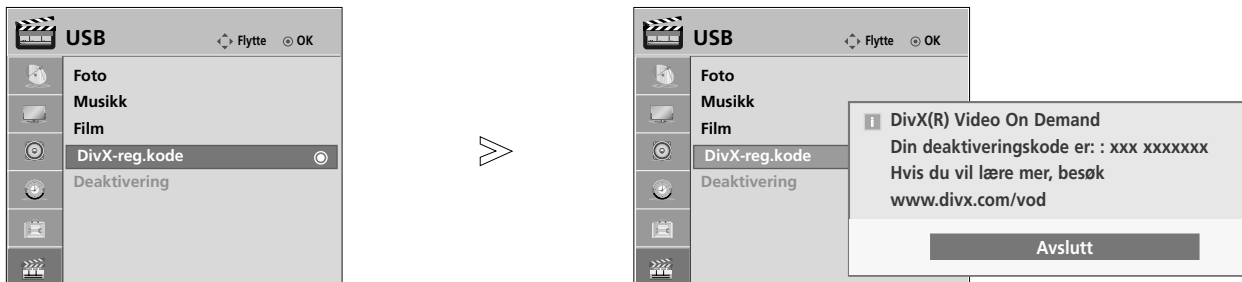 USB Flytte OK
Foto
Musikk
Film
DivX-reg.kode
Deaktivering
USB Flytte OK
Foto
Musikk
Film
DivX-reg.kode
Deaktivering
DivX(R) Video On Demand
Din deaktiveringskode er: : xxx xxxxxxx
Hvis du vil lære mer, besøk
www.divx.com/vod
Avslutt